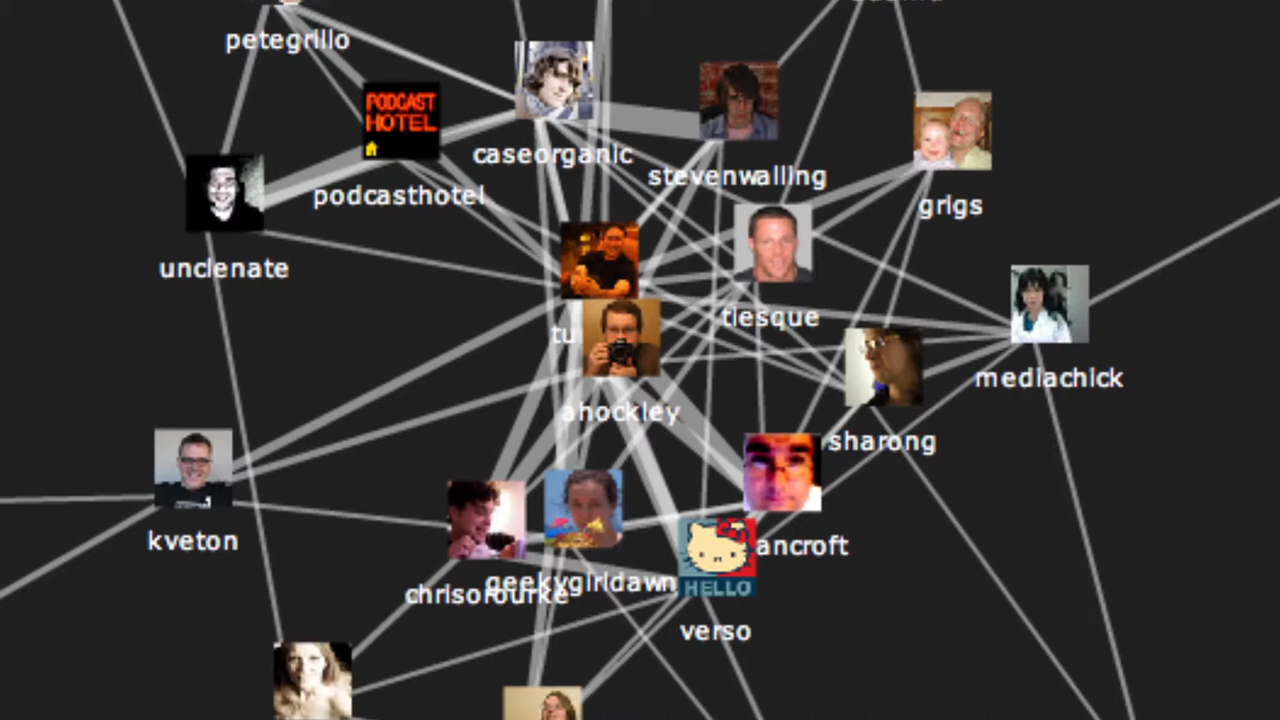 petegrillo
PODCAST
HOTEL
caseorganic
stevenwalling
podcasthotel
grigs
unclenate
tiesque
tu
mediachick
ahockley
sharong
kveton
ancroft
geekygirldawn
chrisorourke
HELLO
verso